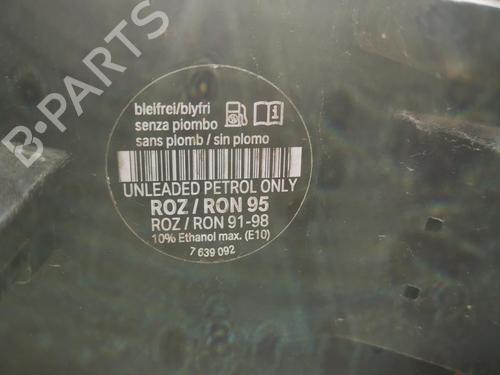 B-PARTS
bleifrei/blyfri
senza piombo
sans plomb / sin plomo
UNLEADED PETROL ONLY
ROZ / RON 95
ROZ / RON 91-98
10% Ethanol max. (E10)
7 639 092